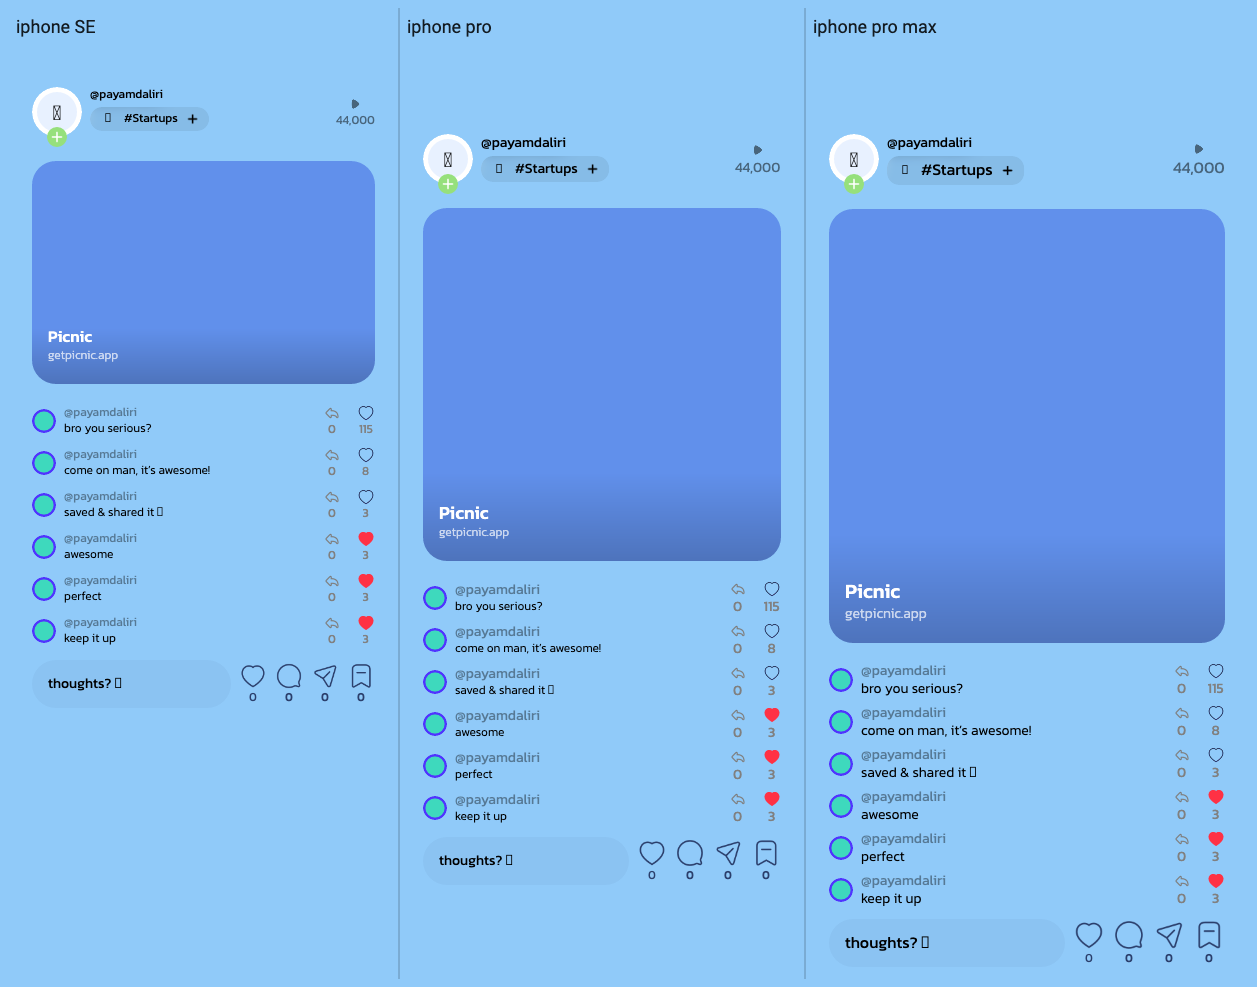 iphone SE
@payamdaliri
#Startups +
44,000
Picnic
getpicnic.app
@payamdaliri
bro you serious?
0 115
@payamdaliri
come on man, it's awesome!
0 8
@payamdaliri
saved & shared it
0 3
@payamdaliri
awesome
0 3
@payamdaliri
perfect
0 3
@payamdaliri
keep it up
0 3
thoughts?
0 0 0 0
iphone pro
@payamdaliri
#Startups +
44,000
Picnic
getpicnic.app
@payamdaliri
bro you serious?
0 115
@payamdaliri
come on man, it's awesome!
0 8
@payamdaliri
saved & shared it
0 3
@payamdaliri
awesome
0 3
@payamdaliri
perfect
0 3
@payamdaliri
keep it up
0 3
thoughts?
0 0 0 0
iphone pro max
@payamdaliri
#Startups +
44,000
Picnic
getpicnic.app
@payamdaliri
bro you serious?
0 115
@payamdaliri
come on man, it's awesome!
0 8
@payamdaliri
saved & shared it
0 3
@payamdaliri
awesome
0 3
@payamdaliri
perfect
0 3
@payamdaliri
keep it up
0 3
thoughts?
0 0 0 0